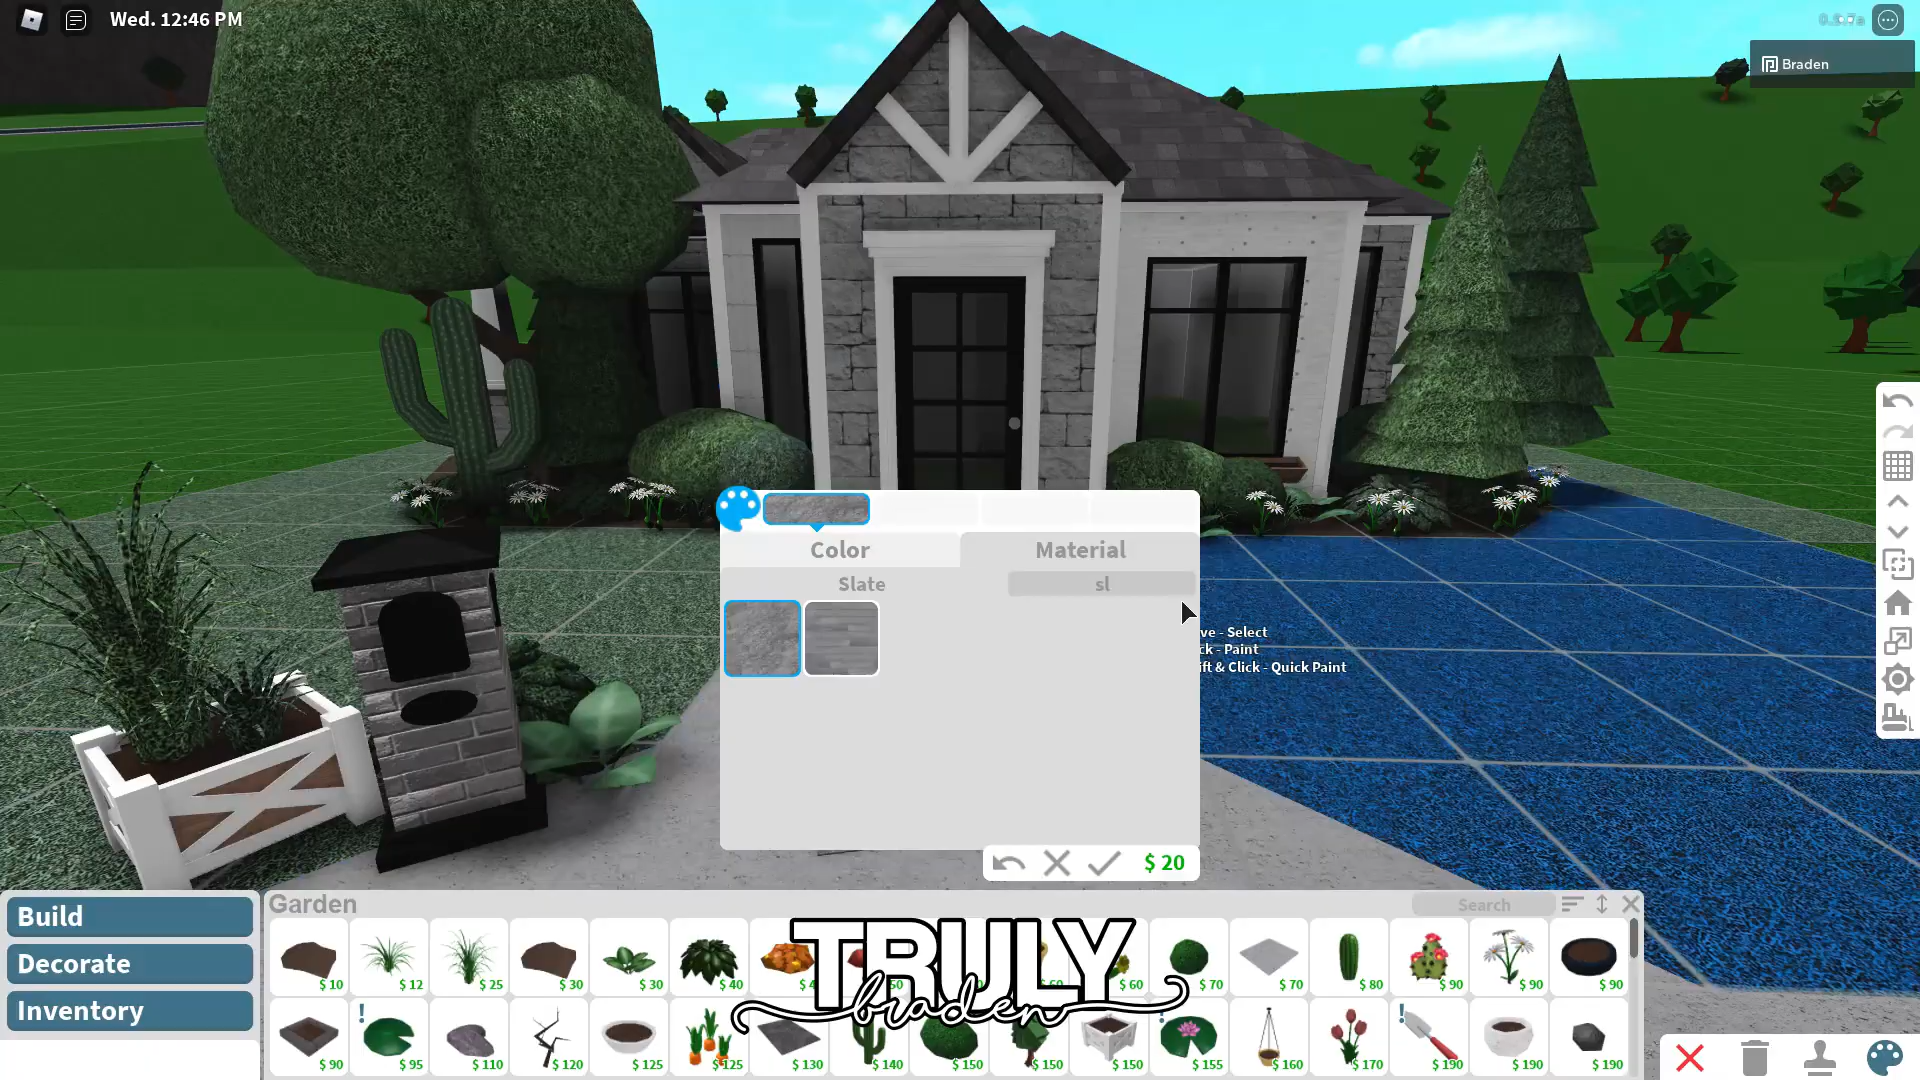 Wed. 12:46 PM
Braden
Color
Material
Slate
sl
ve - Select
ck - Paint
ift & Click - Quick Paint
$ 20
Build
Decorate
Inventory
Garden
Search
$ 10
$ 12
$ 25
$ 30
$ 30
$ 40
$ 60
$ 70
$ 70
$ 80
$ 90
$ 90
$ 90
TRULY
braden
$ 90
$ 95
$ 110
$ 120
$ 125
$ 125
$ 130
$ 140
$ 150
$ 150
$ 150
$ 155
$ 160
$ 170
$ 190
$ 190
$ 190